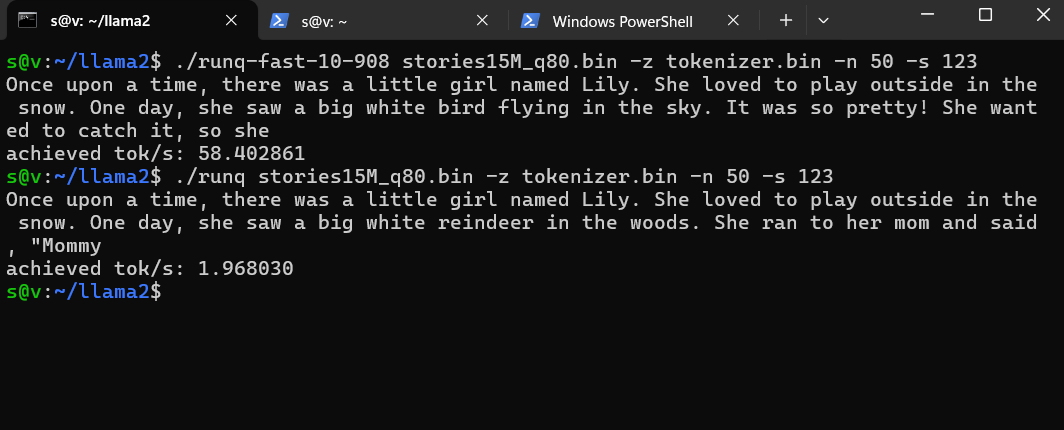 s@v: ~/llama2
s@v: ~
Windows PowerShell
s@v:~/llama2$ ./runq-fast-10-908 stories15M_q80.bin -z tokenizer.bin -n 50 -s 123
Once upon a time, there was a little girl named Lily. She loved to play outside in the
 snow. One day, she saw a big white bird flying in the sky. It was so pretty! She want
ed to catch it, so she
achieved tok/s: 58.402861
s@v:~/llama2$ ./runq stories15M_q80.bin -z tokenizer.bin -n 50 -s 123
Once upon a time, there was a little girl named Lily. She loved to play outside in the
 snow. One day, she saw a big white reindeer in the woods. She ran to her mom and said
, "Mommy
achieved tok/s: 1.968030
s@v:~/llama2$